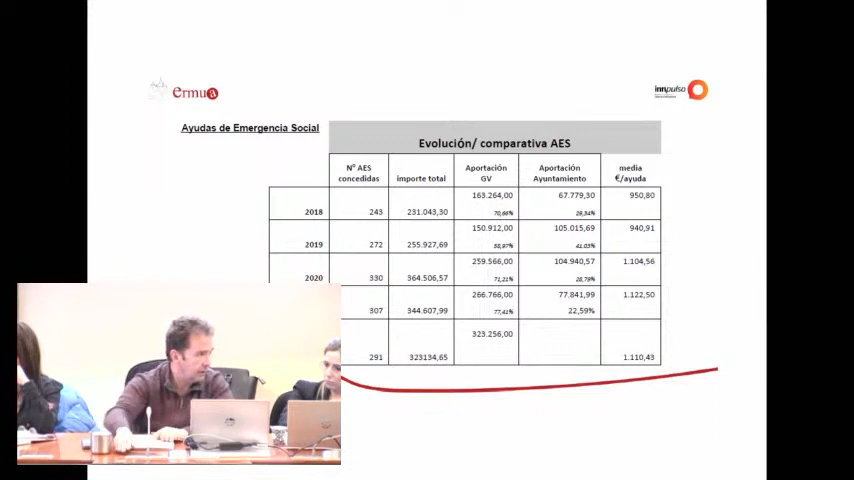 ermua
innpulso
Ayudas de Emergencia Social
Evolución/ comparativa AES
Nº AES concedidas importe total Aportación GV Aportación Ayuntamiento media €/ayuda
2018 243 231.043,30 163.264,00 70,66% 67.779,30 29,34% 950,80
2019 272 255.927,69 150.912,00 58,97% 105.015,69 41,03% 940,91
2020 330 364.506,57 259.566,00 71,21% 104.940,57 28,79% 1.104,56
307 344.607,99 266.766,00 77,41% 77.841,99 22,59% 1.122,50
291 323134,65 323.256,00 1.110,43